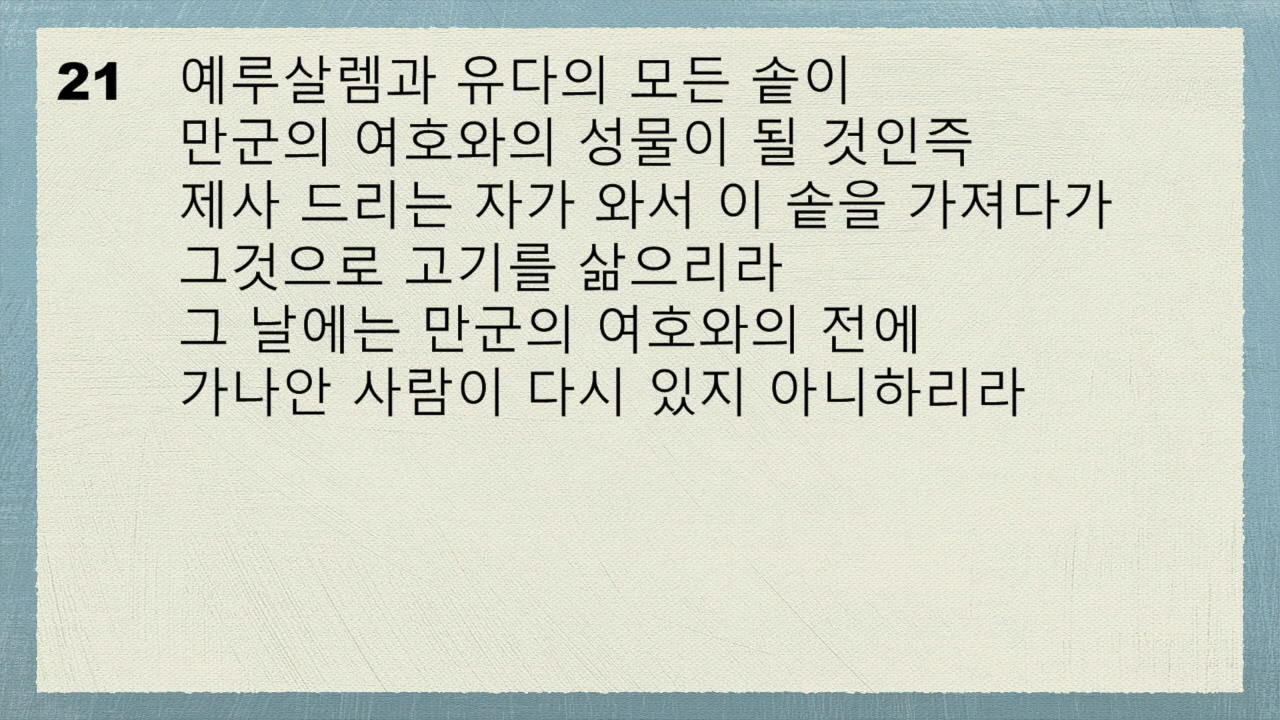 21 예루살렘과 유다의 모든 솥이
만군의 여호와의 성물이 될 것인즉
제사 드리는 자가 와서 이 솥을 가져다가
그것으로 고기를 삶으리라
그 날에는 만군의 여호와의 전에
가나안 사람이 다시 있지 아니하리라